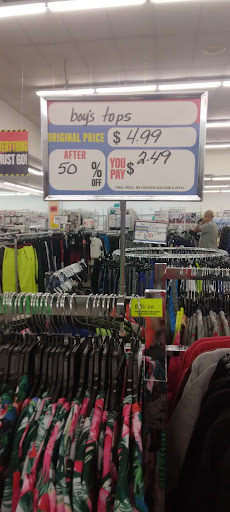 boy's tops
ORIGINAL PRICE $4.99
AFTER 50 % OFF
YOU PAY $2.49
EVERYTHING
MUST GO!